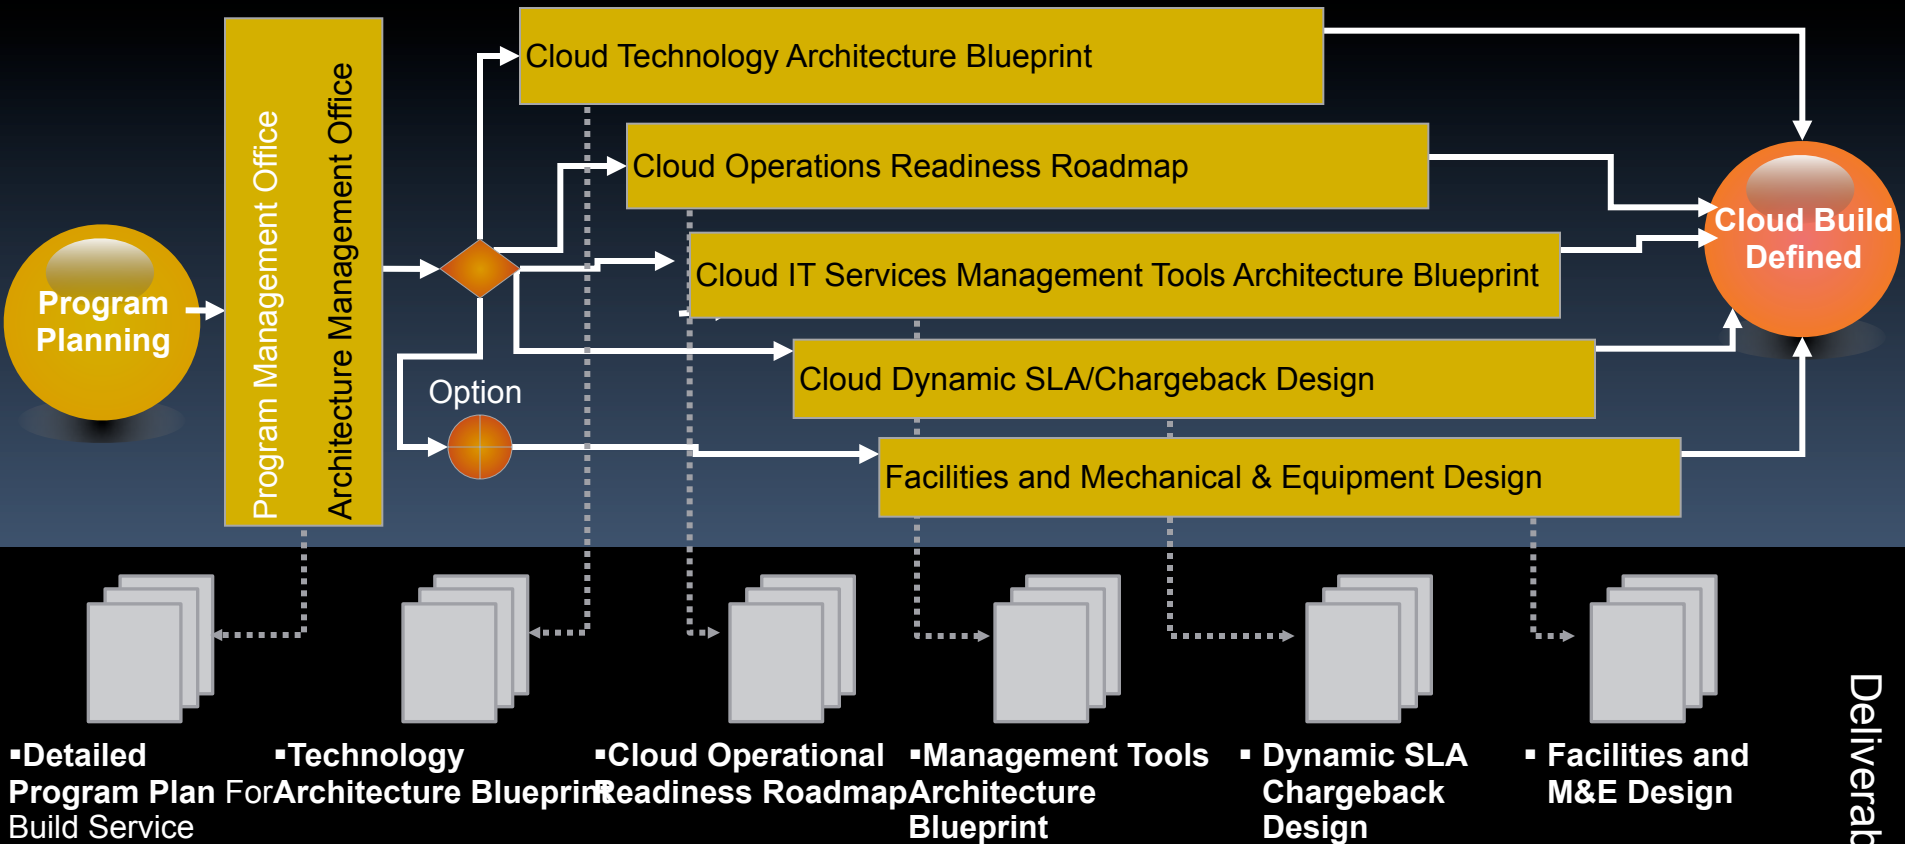 Cloud Technology Architecture Blueprint
Cloud Operations Readiness Roadmap
Cloud IT Services Management Tools Architecture Blueprint
Cloud Dynamic SLA/Chargeback Design
Facilities and Mechanical & Equipment Design
Program
Planning
Program Management Office
Architecture Management Office
Option
Cloud Build
Defined
▪Detailed
Program Plan For
Build Service
▪Technology
Architecture Blueprint
▪Cloud Operational
Readiness Roadmap
▪Management Tools
Architecture
Blueprint
▪ Dynamic SLA
Chargeback
Design
▪ Facilities and
M&E Design
Deliverab